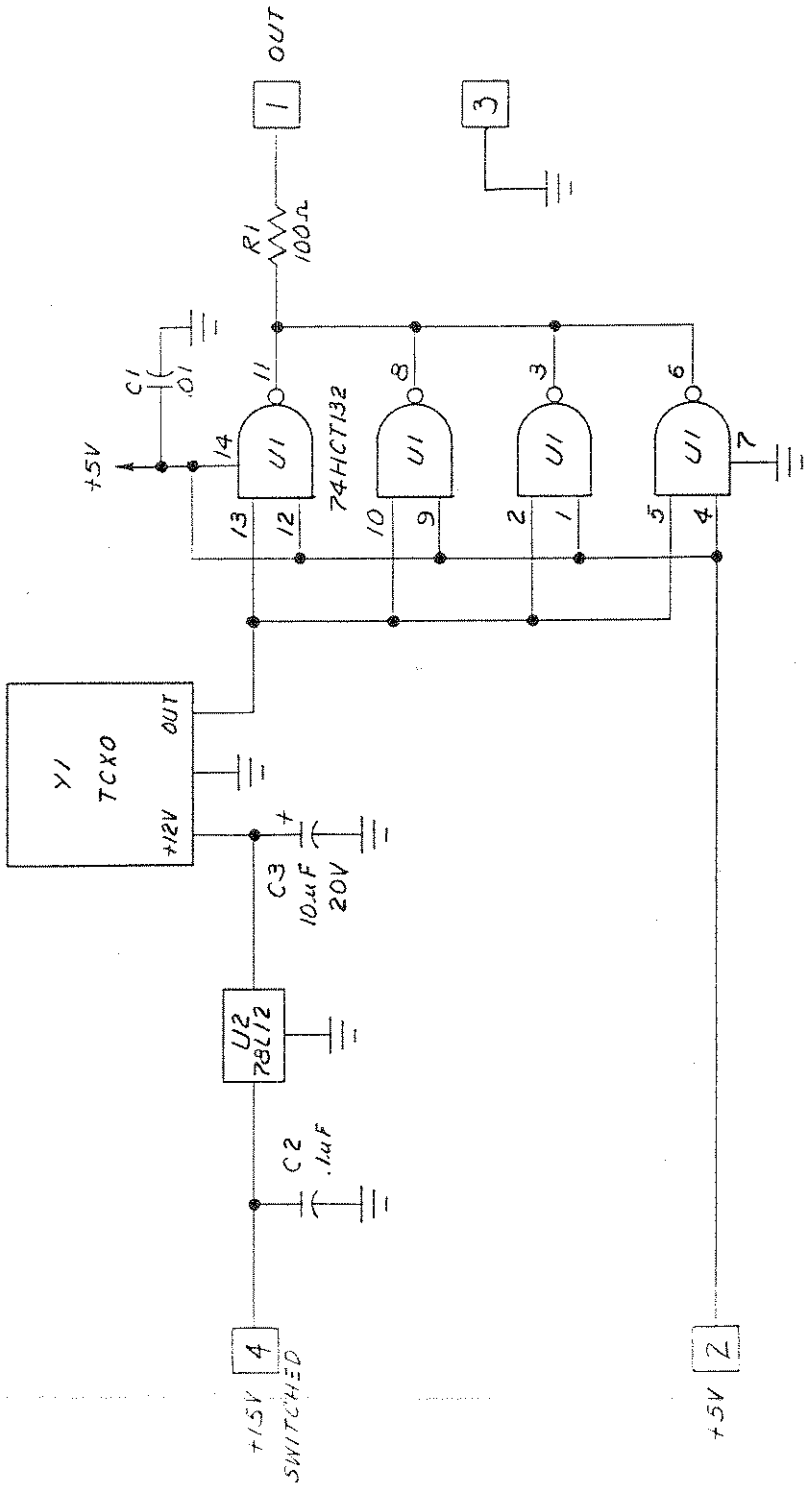 Y1
TCXO
+12V
OUT
+5V
C1
.01
14
13
12
U1
11
74HCT132
R1
100Ω
1
OUT
+15V
SWITCHED
4
C2
.1uF
U2
78L12
C3
+
10uF
20V
10
9
U1
8
3
2
1
U1
3
5
4
U1
6
7
+5V
2